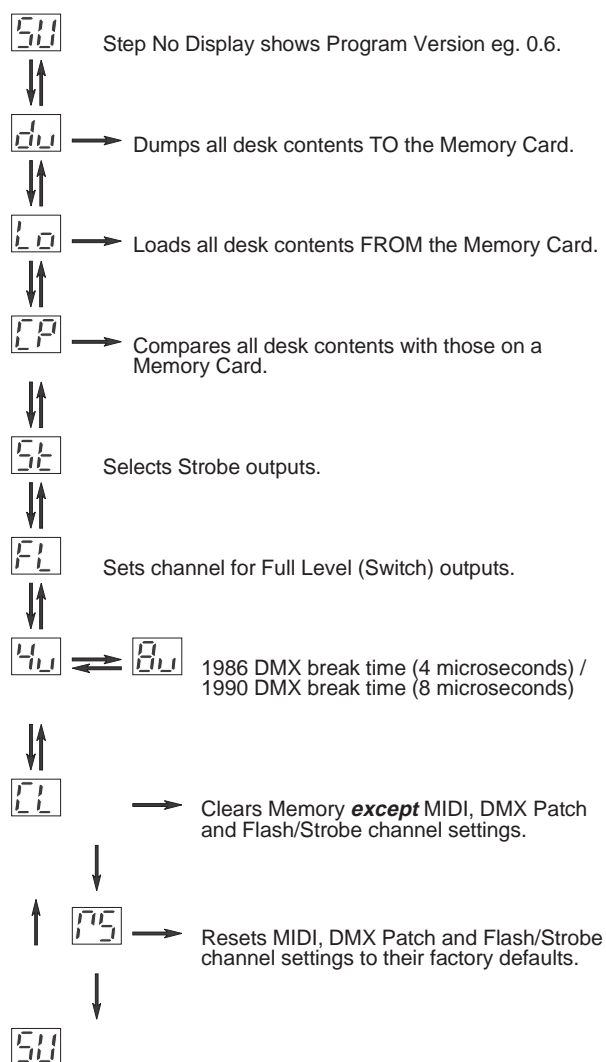 SU
Step No Display shows Program Version eg. 0.6.
du
Dumps all desk contents TO the Memory Card.
Lo
Loads all desk contents FROM the Memory Card.
CP
Compares all desk contents with those on a
Memory Card.
St
Selects Strobe outputs.
FL
Sets channel for Full Level (Switch) outputs.
4u 8u
1986 DMX break time (4 microseconds) /
1990 DMX break time (8 microseconds)
CL
Clears Memory except MIDI, DMX Patch
and Flash/Strobe channel settings.
rS
Resets MIDI, DMX Patch and Flash/Strobe
channel settings to their factory defaults.
SU